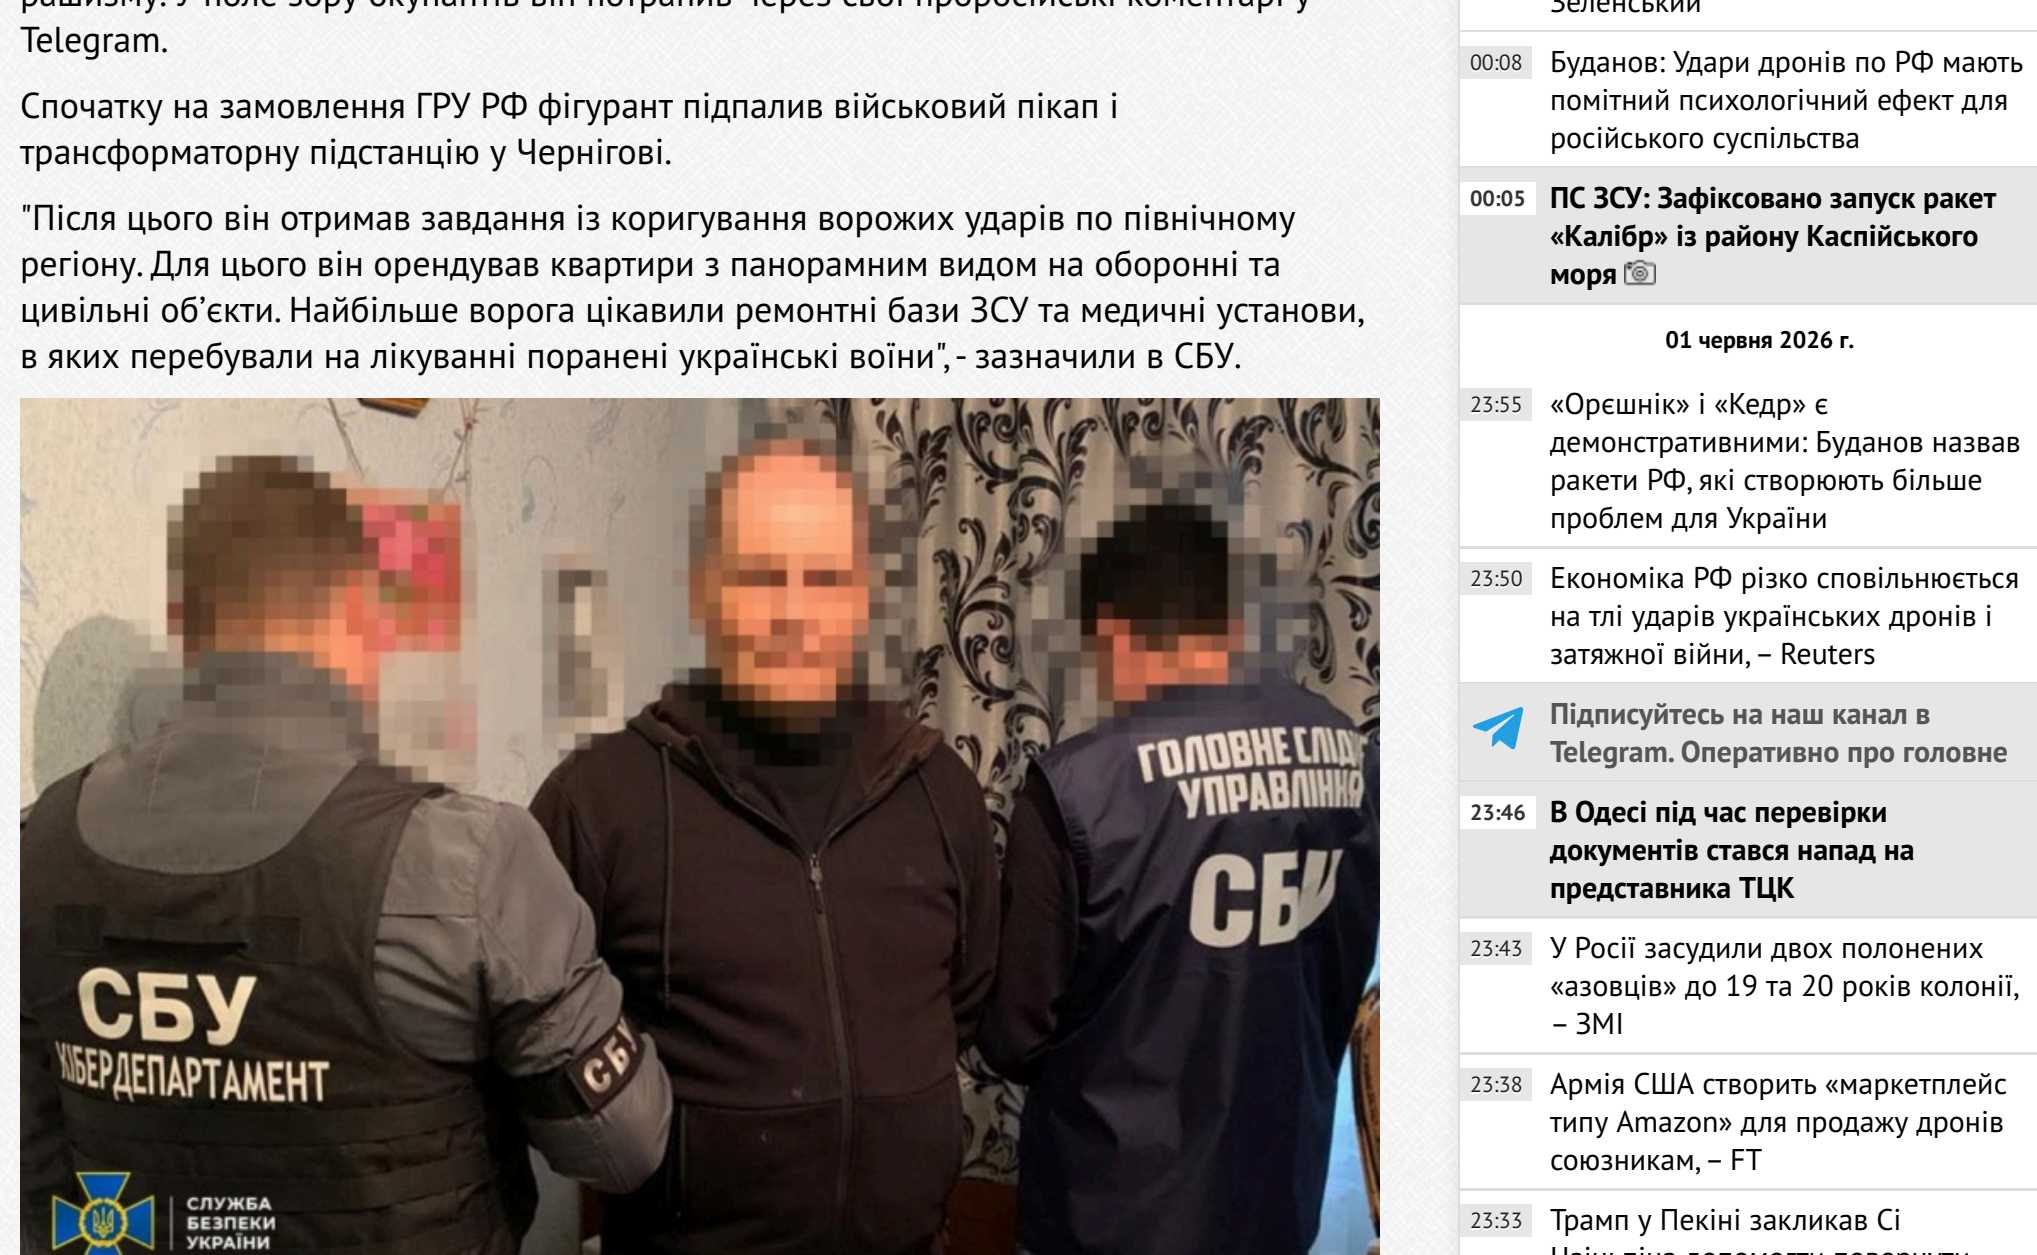 Telegram.
Спочатку на замовлення ГРУ РФ фігурант підпалив військовий пікап і
трансформаторну підстанцію у Чернігові.
"Після цього він отримав завдання із коригування ворожих ударів по північному
регіону. Для цього він орендував квартири з панорамним видом на оборонні та
цивільні об’єкти. Найбільше ворога цікавили ремонтні бази ЗСУ та медичні установи,
в яких перебували на лікуванні поранені українські воїни", - зазначили в СБУ.
ГОЛОВНЕ
УПРАВЛІННЯ
СБУ
СБУ
КІБЕРДЕПАРТАМЕНТ
СБУ
СЛУЖБА
БЕЗПЕКИ
УКРАЇНИ
Зеленський
00:08 Буданов: Удари дронів по РФ мають
помітний психологічний ефект для
російського суспільства
00:05 ПС ЗСУ: Зафіксовано запуск ракет
«Калібр» із району Каспійського
моря
01 червня 2026 г.
23:55 «Орєшнік» і «Кедр» є
демонстративними: Буданов назвав
ракети РФ, які створюють більше
проблем для України
23:50 Економіка РФ різко сповільнюється
на тлі ударів українських дронів і
затяжної війни, – Reuters
Підписуйтесь на наш канал в
Telegram. Оперативно про головне
23:46 В Одесі під час перевірки
документів стався напад на
представника ТЦК
23:43 У Росії засудили двох полонених
«азовців» до 19 та 20 років колонії,
– ЗМІ
23:38 Армія США створить «маркетплейс
типу Amazon» для продажу дронів
союзникам, – FT
23:33 Трамп у Пекіні закликав Сі